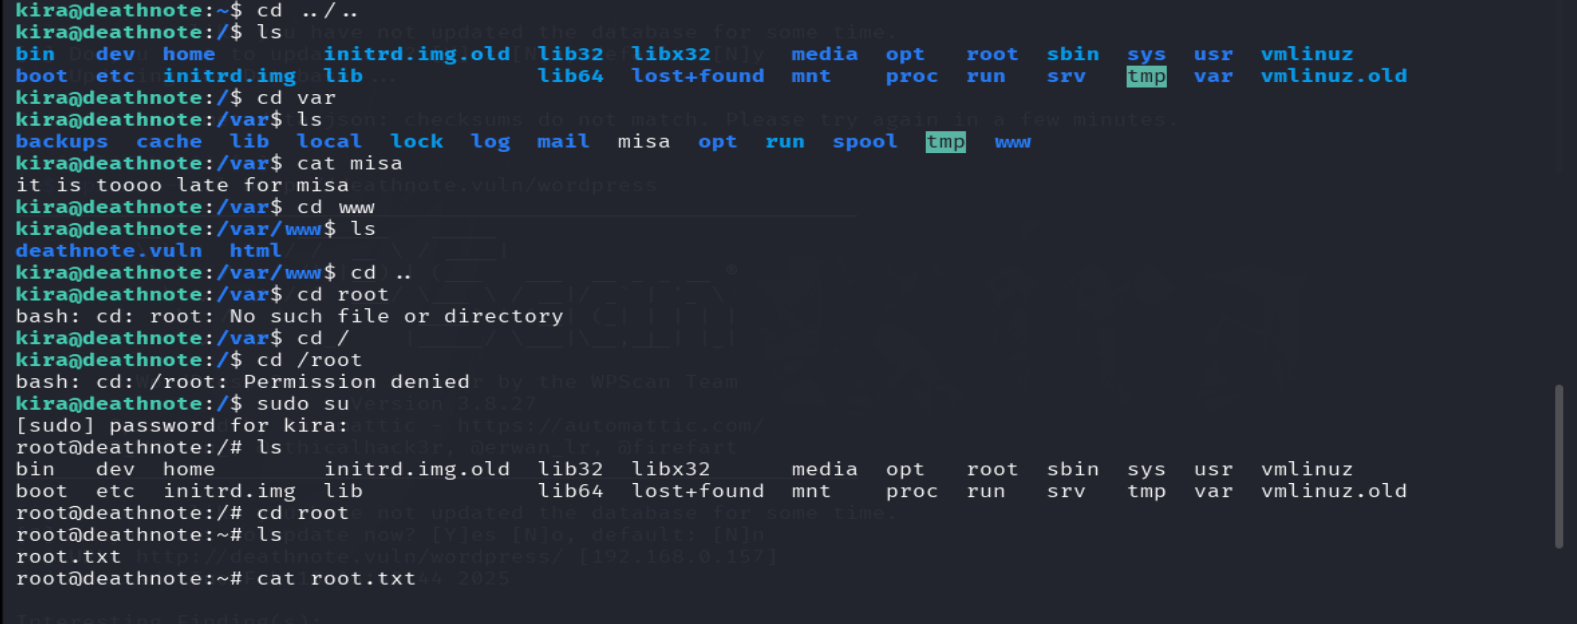 kira@deathnote:~$ cd ../..
kira@deathnote:/$ ls
bin   dev  home        initrd.img.old  lib32  libx32      media  opt   root  sbin  sys  usr  vmlinuz
boot  etc  initrd.img  lib             lib64  lost+found  mnt    proc  run   srv   tmp  var  vmlinuz.old
kira@deathnote:/$ cd var
kira@deathnote:/var$ ls
backups  cache  lib  local  lock  log  mail  misa  opt  run  spool  tmp  www
kira@deathnote:/var$ cat misa
it is toooo late for misa
kira@deathnote:/var$ cd www
kira@deathnote:/var/www$ ls
deathnote.vuln  html
kira@deathnote:/var/www$ cd ..
kira@deathnote:/var$ cd root
bash: cd: root: No such file or directory
kira@deathnote:/var$ cd /
kira@deathnote:/$ cd /root
bash: cd: /root: Permission denied
kira@deathnote:/$ sudo su
[sudo] password for kira:
root@deathnote:/# ls
bin   dev  home        initrd.img.old  lib32  libx32      media  opt   root  sbin  sys  usr  vmlinuz
boot  etc  initrd.img  lib             lib64  lost+found  mnt    proc  run   srv   tmp  var  vmlinuz.old
root@deathnote:/# cd root
root@deathnote:~# ls
root.txt
root@deathnote:~# cat root.txt